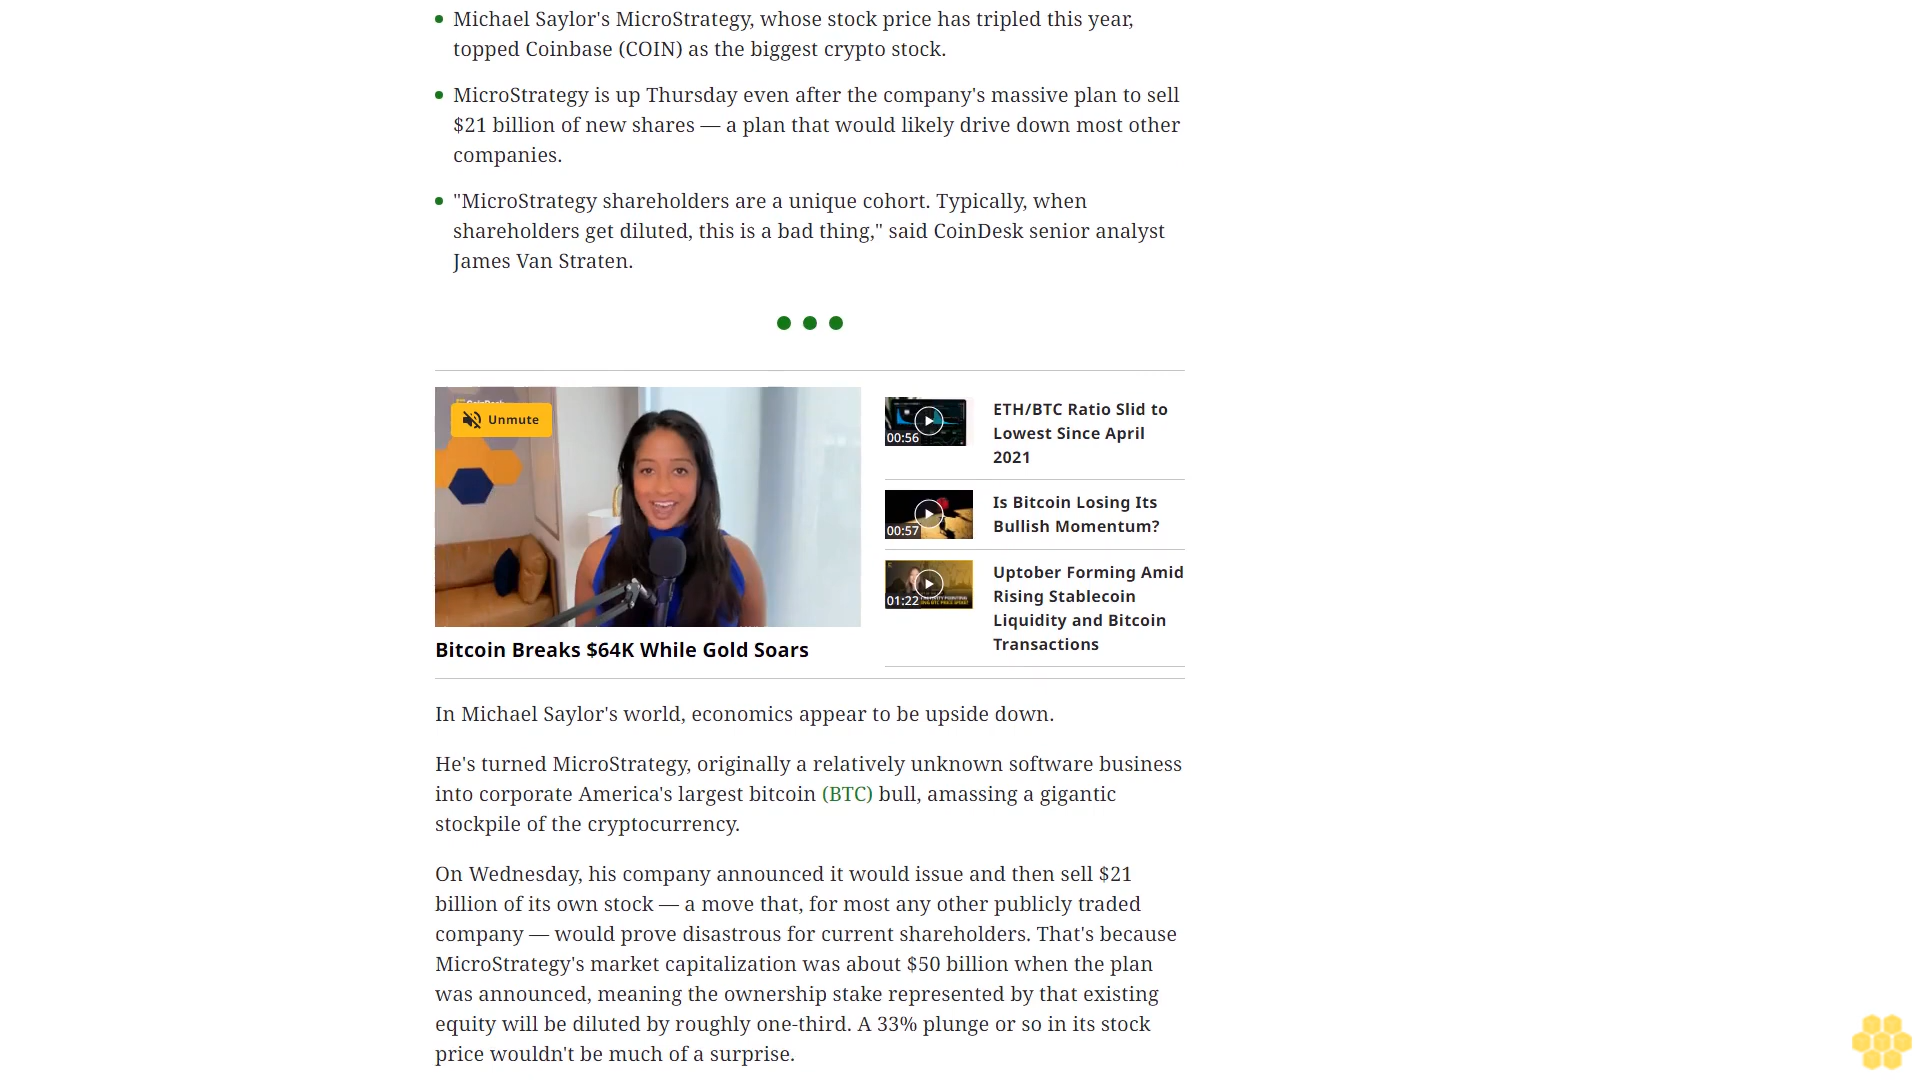 Michael Saylor's MicroStrategy, whose stock price has tripled this year,
topped Coinbase (COIN) as the biggest crypto stock.
MicroStrategy is up Thursday even after the company's massive plan to sell
$21 billion of new shares — a plan that would likely drive down most other
companies.
"MicroStrategy shareholders are a unique cohort. Typically, when
shareholders get diluted, this is a bad thing," said CoinDesk senior analyst
James Van Straten.
Unmute
Bitcoin Breaks $64K While Gold Soars
00:56
ETH/BTC Ratio Slid to
Lowest Since April
2021
00:57
Is Bitcoin Losing Its
Bullish Momentum?
01:22
Uptober Forming Amid
Rising Stablecoin
Liquidity and Bitcoin
Transactions
In Michael Saylor's world, economics appear to be upside down.
He's turned MicroStrategy, originally a relatively unknown software business
into corporate America's largest bitcoin (BTC) bull, amassing a gigantic
stockpile of the cryptocurrency.
On Wednesday, his company announced it would issue and then sell $21
billion of its own stock — a move that, for most any other publicly traded
company — would prove disastrous for current shareholders. That's because
MicroStrategy's market capitalization was about $50 billion when the plan
was announced, meaning the ownership stake represented by that existing
equity will be diluted by roughly one-third. A 33% plunge or so in its stock
price wouldn't be much of a surprise.